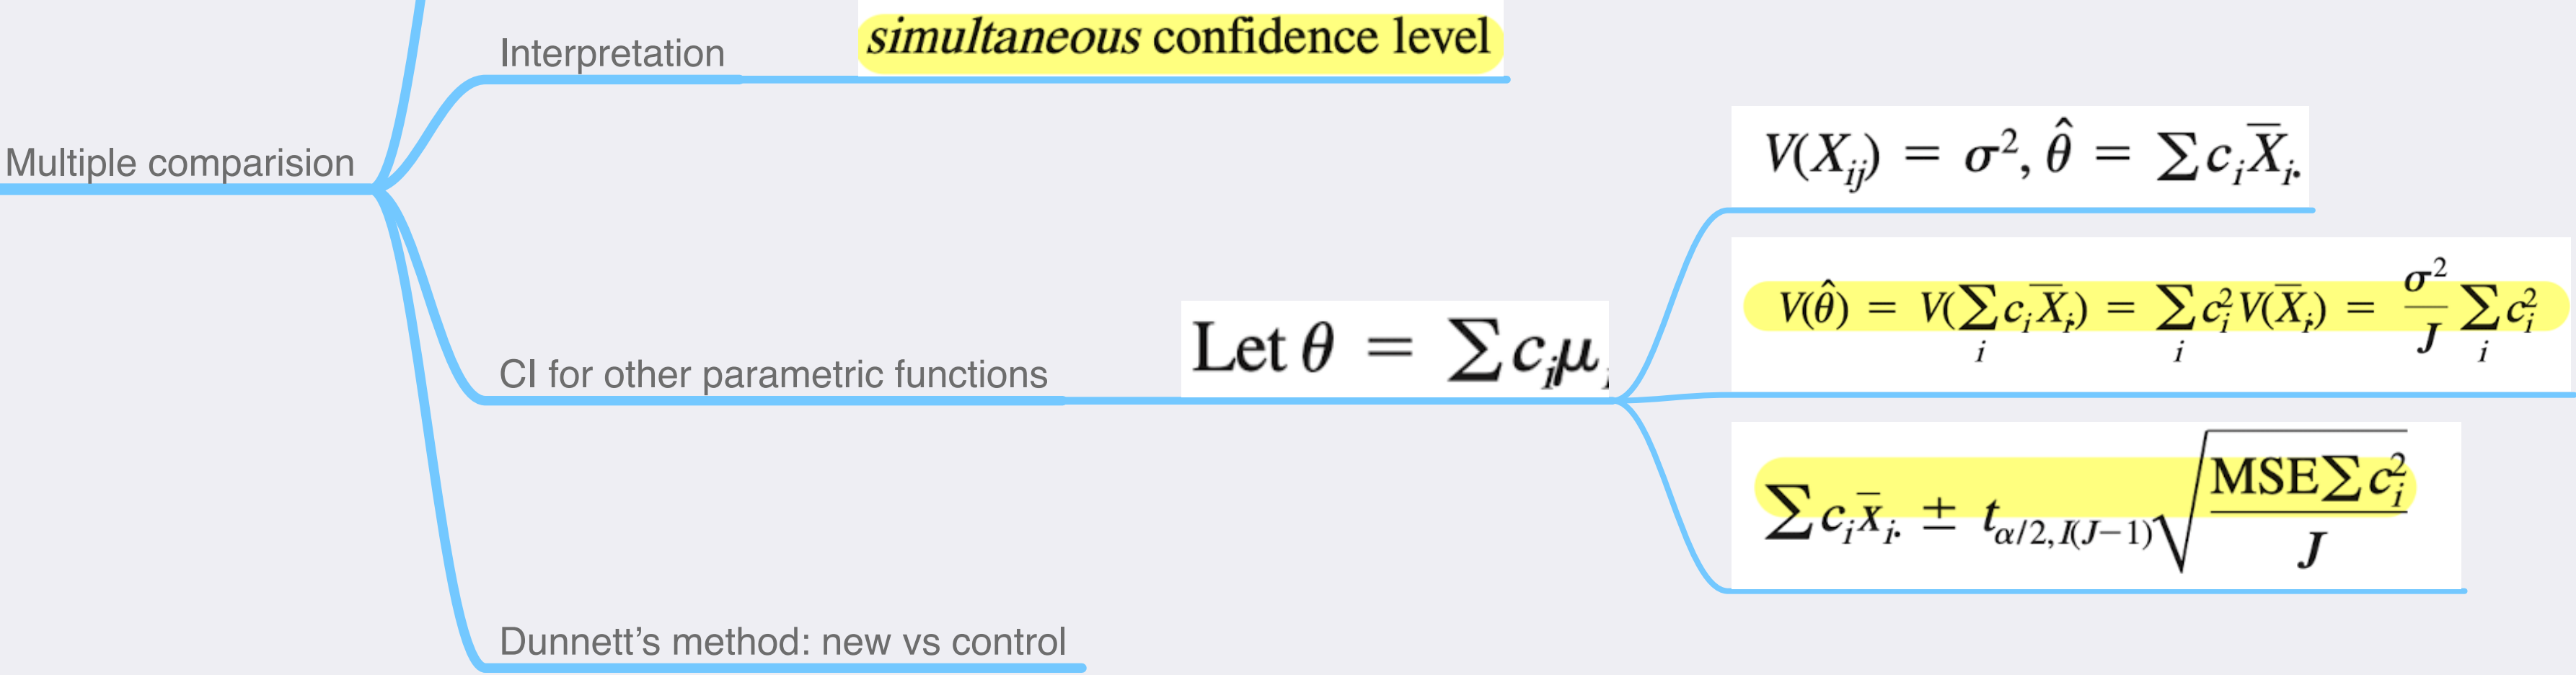 Multiple comparision
Interpretation
simultaneous confidence level
CI for other parametric functions
Let θ = Σc_iμ_i
V(X_ij) = σ², θ̂ = Σc_iX̄_i.
V(θ̂) = V(Σ_i c_iX̄_i.) = Σ_i c_i²V(X̄_i.) = σ²/J Σ_i c_i²
Σc_ix̄_i. ± t_α/2, I(J−1) √(MSEΣc_i²/J)
Dunnett’s method: new vs control